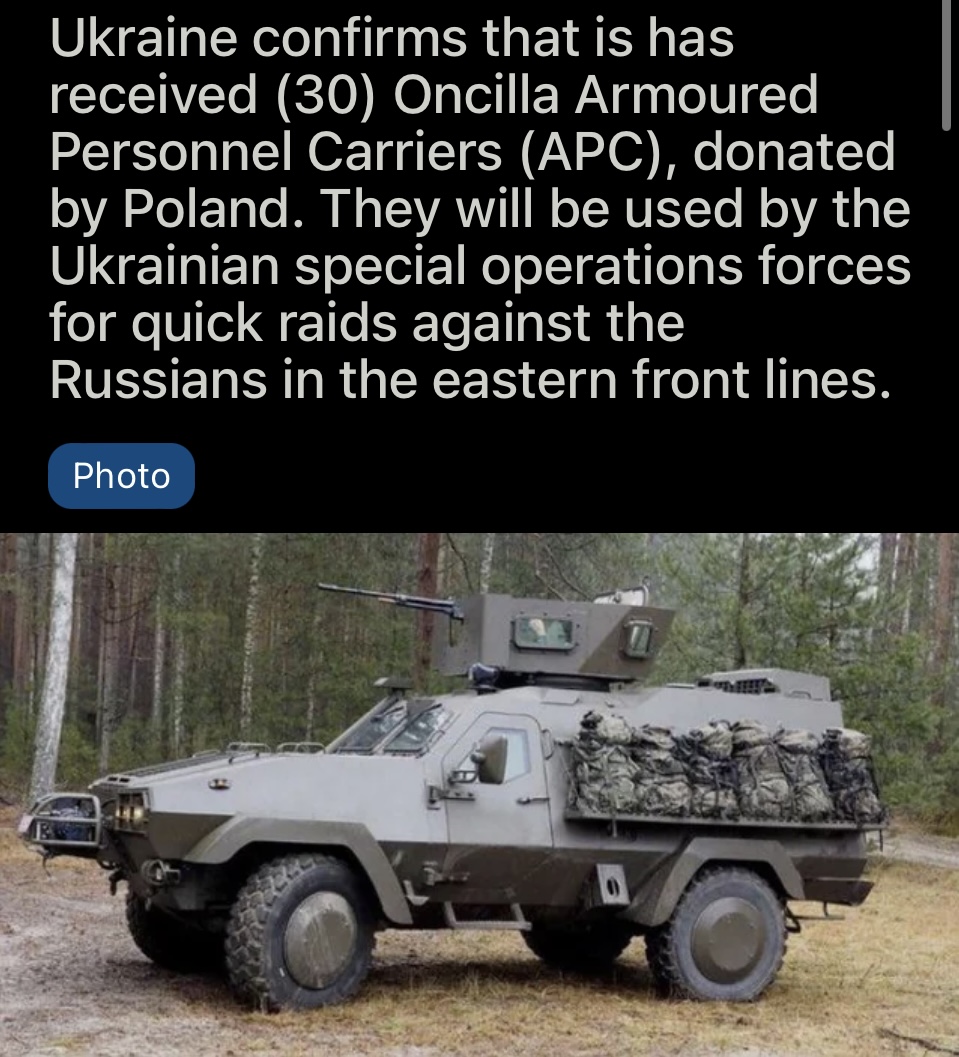 Ukraine confirms that is has
received (30) Oncilla Armoured
Personnel Carriers (APC), donated
by Poland. They will be used by the
Ukrainian special operations forces
for quick raids against the
Russians in the eastern front lines.
Photo